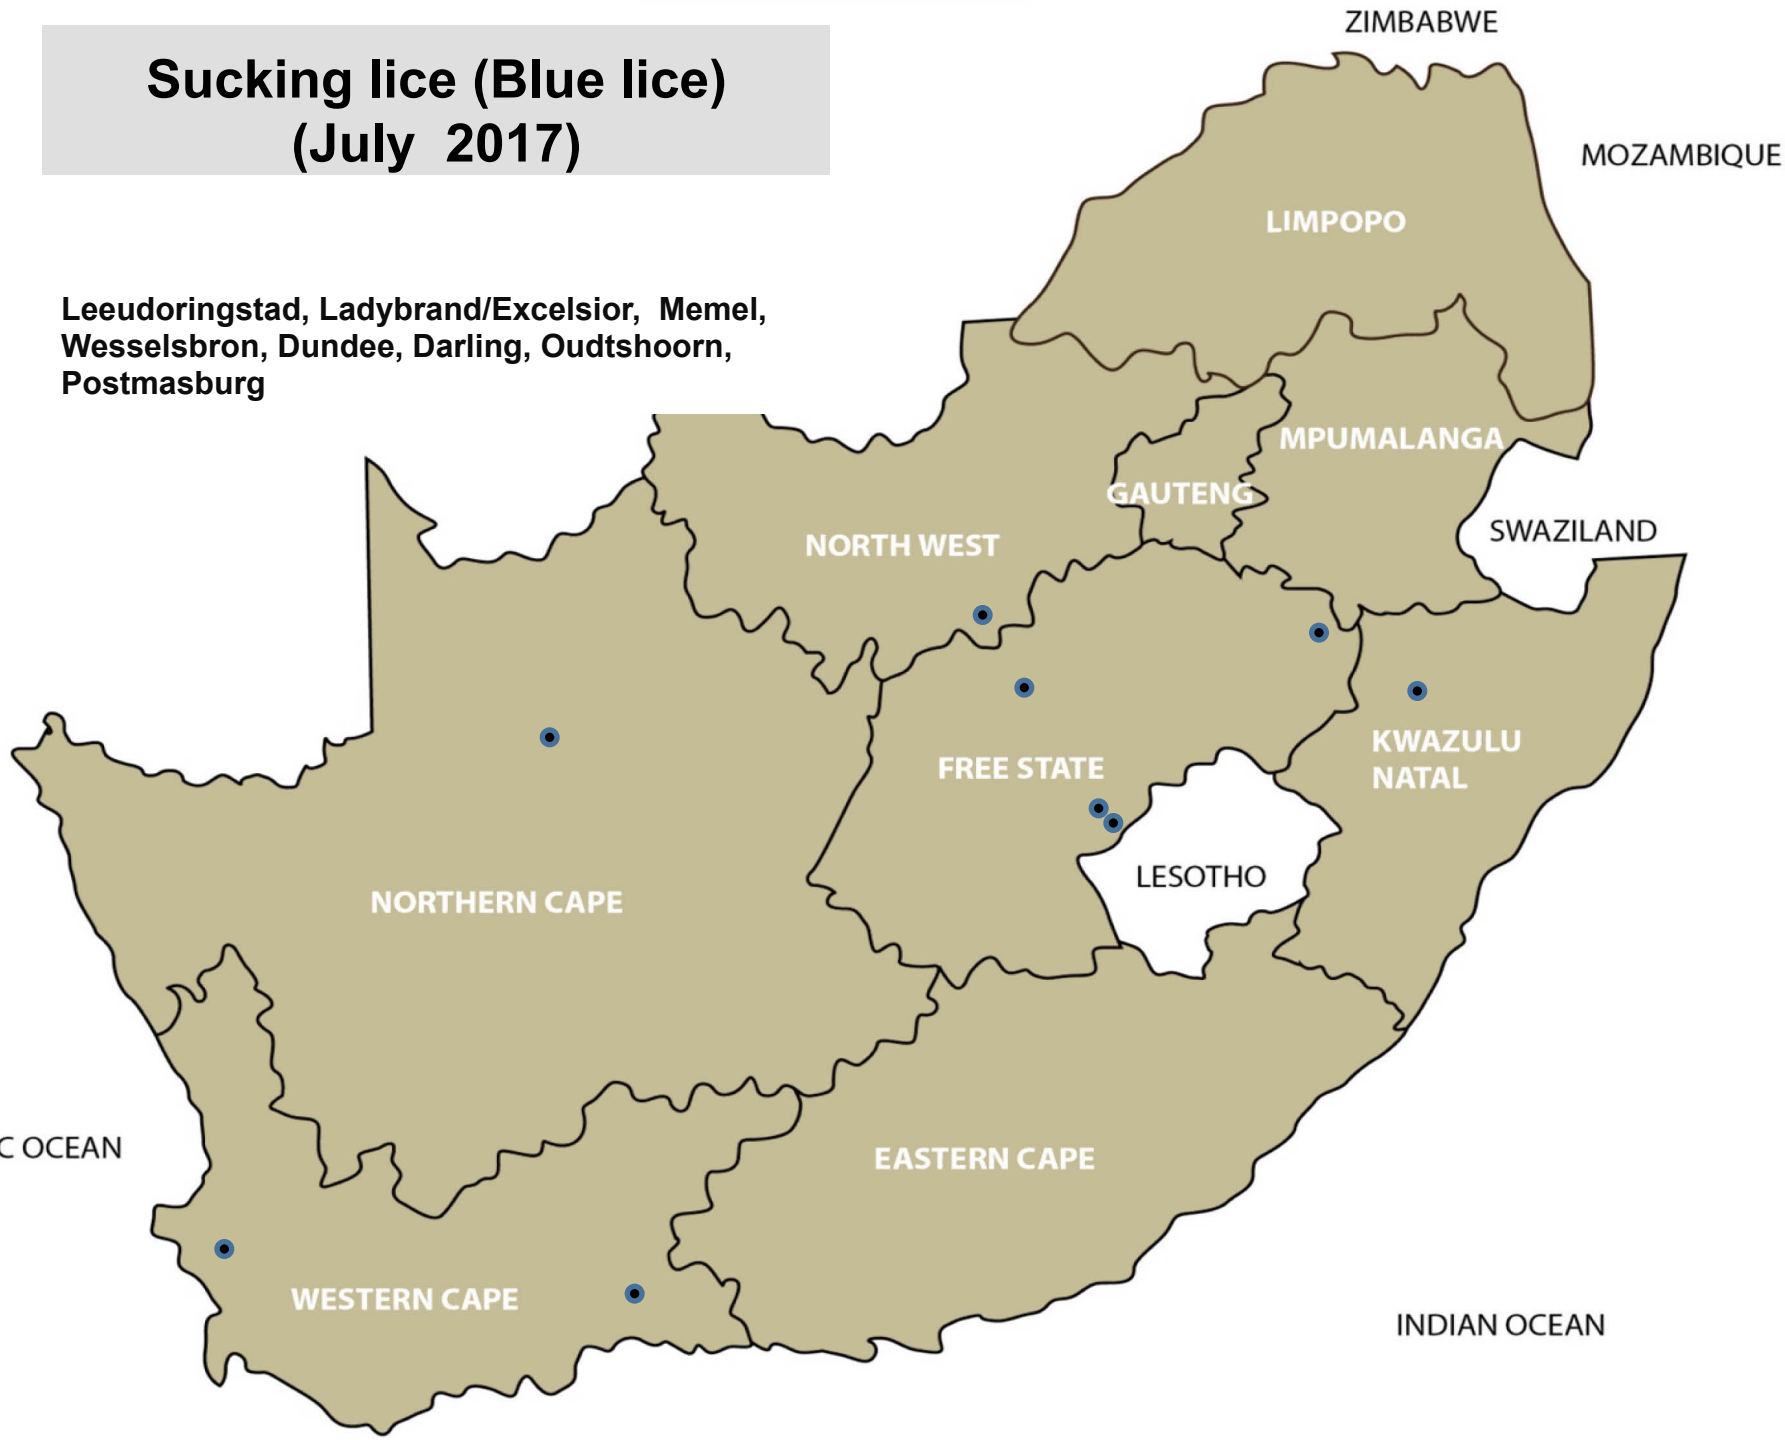 ZIMBABWE
Sucking lice (Blue lice)
(July 2017)
MOZAMBIQUE
LIMPOPO
Leeudoringstad, Ladybrand/Excelsior, Memel,
Wesselsbron, Dundee, Darling, Oudtshoorn,
Postmasburg
MPUMALANGA
GAUTENG
SWAZILAND
NORTH WEST
KWAZULU
NATAL
FREE STATE
LESOTHO
NORTHERN CAPE
C OCEAN
EASTERN CAPE
WESTERN CAPE
INDIAN OCEAN